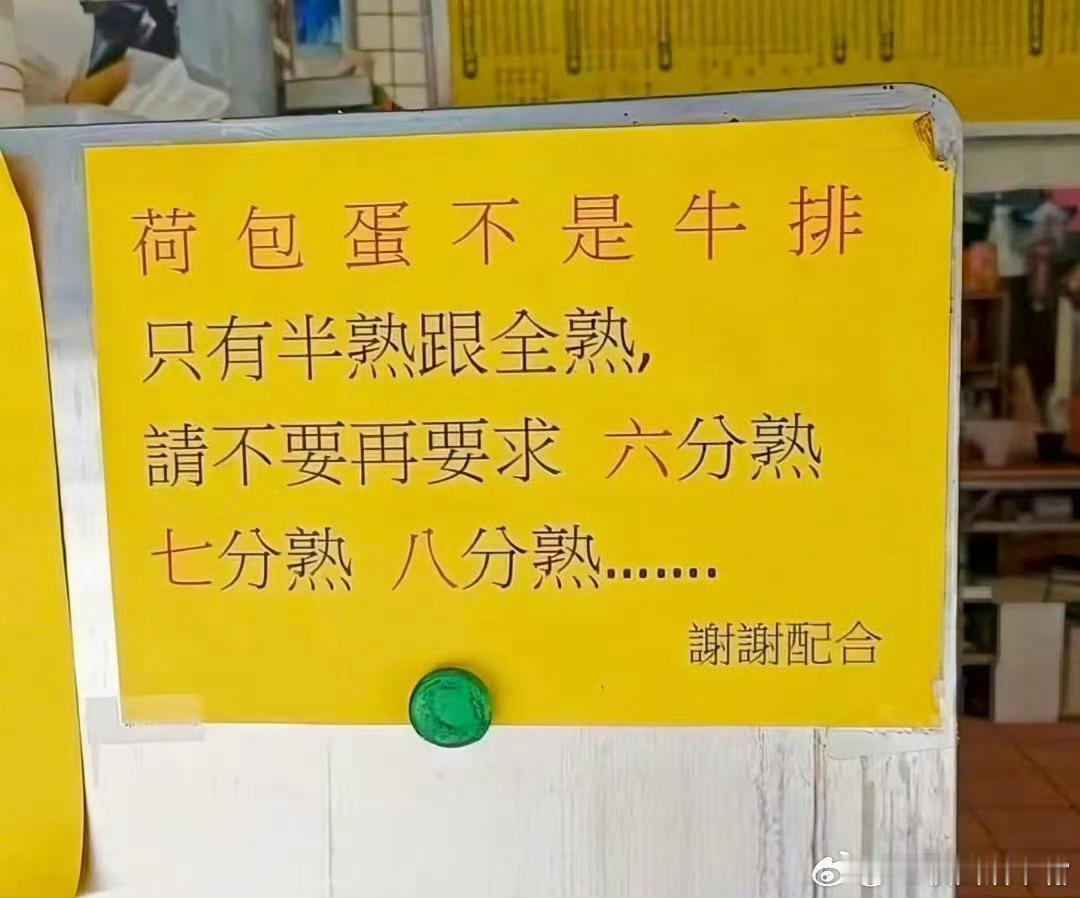 荷包蛋不是牛排
只有半熟跟全熟,
請不要再要求 六分熟
七分熟 八分熟.......
謝謝配合